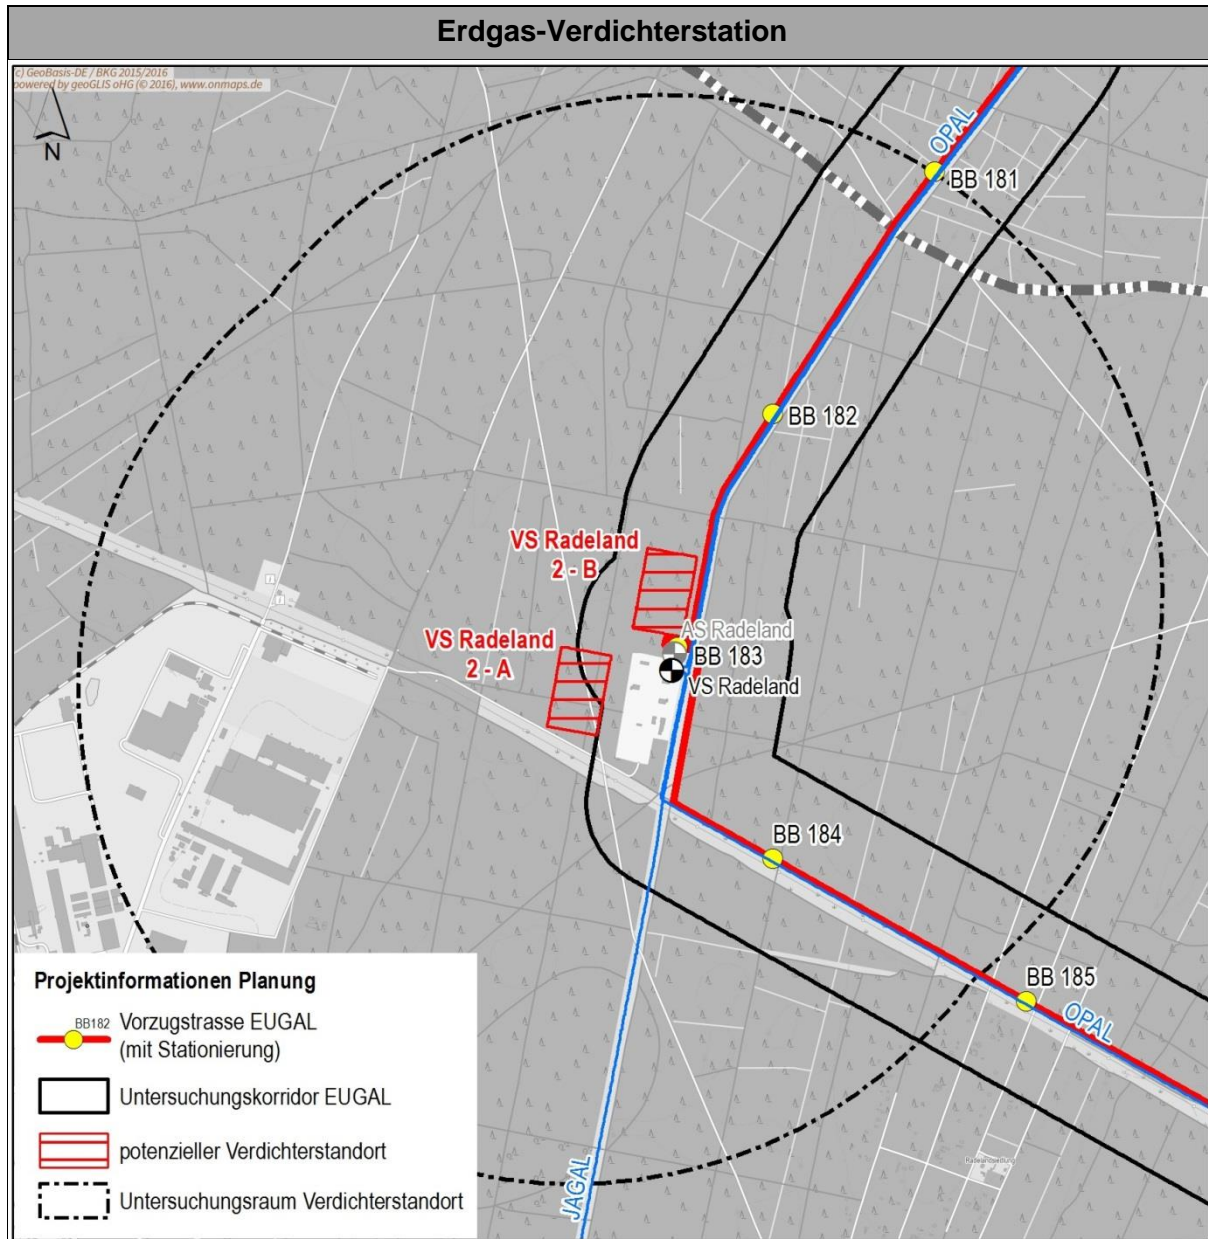 Erdgas-Verdichterstation
(c) GeoBasis-DE / BKG 2015/2016
powered by geoGLIS oHG (© 2016), www.onmaps.de
N
OPAL
BB 181
BB 182
VS Radeland
2 - B
AS Radeland
VS Radeland
2 - A
BB 183
VS Radeland
BB 184
BB 185
OPAL
Radelandsiedlung
JAGAL
Projektinformationen Planung
BB182 Vorzugstrasse EUGAL
(mit Stationierung)
Untersuchungskorridor EUGAL
potenzieller Verdichterstandort
Untersuchungsraum Verdichterstandort